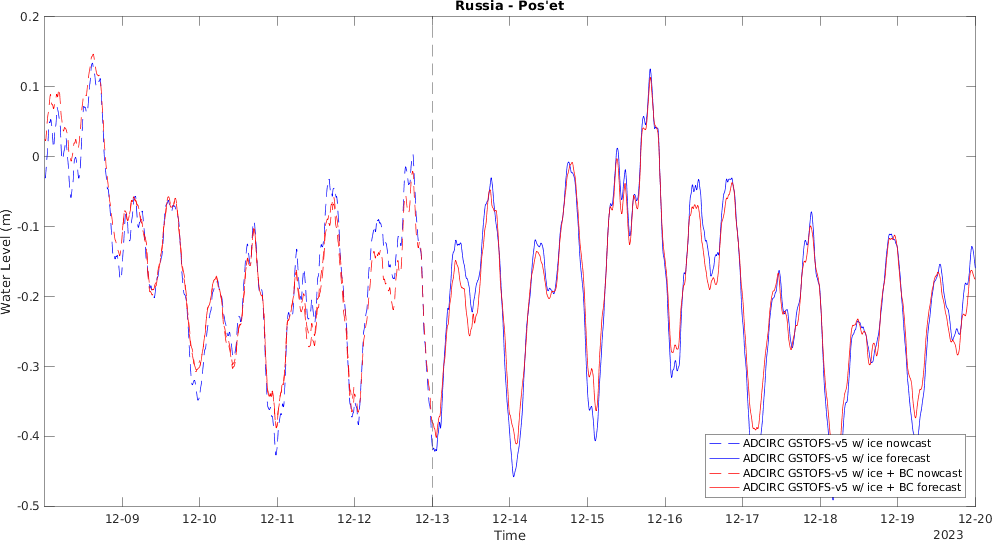 Russia - Pos'et
0.2
0.1
0
-0.1
-0.2
-0.3
-0.4
-0.5
Water Level (m)
ADCIRC GSTOFS-v5 w/ ice nowcast
ADCIRC GSTOFS-v5 w/ ice forecast
ADCIRC GSTOFS-v5 w/ ice + BC nowcast
ADCIRC GSTOFS-v5 w/ ice + BC forecast
12-09 12-10 12-11 12-12 12-13 12-14 12-15 12-16 12-17 12-18 12-19 12-20
Time
2023